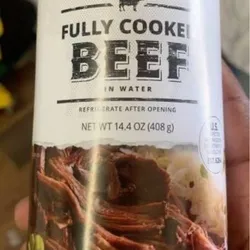 FULLY COOKED
BEEF
IN WATER
REFRIGERATE AFTER OPENING
NET WT 14.4 OZ (408 g)
U.S.